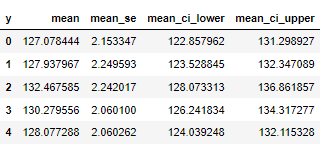 y mean mean_se mean_ci_lower mean_ci_upper
0 127.078444 2.153347 122.857962 131.298927
1 127.937967 2.249593 123.528845 132.347089
2 132.467585 2.242017 128.073313 136.861857
3 130.279556 2.060100 126.241834 134.317277
4 128.077288 2.060262 124.039248 132.115328